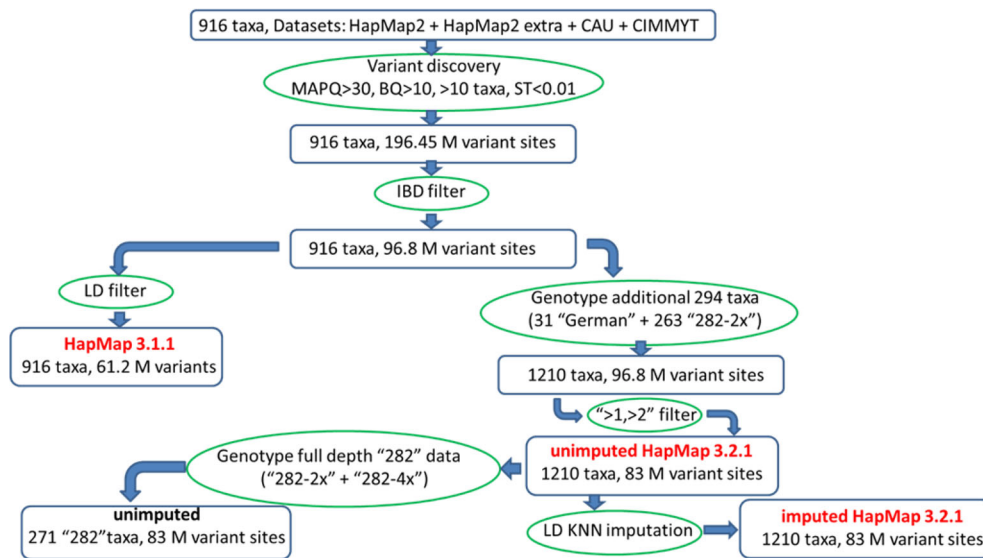 916 taxa, Datasets: HapMap2 + HapMap2 extra + CAU + CIMMYT
Variant discovery
MAPQ>30, BQ>10, >10 taxa, ST<0.01
916 taxa, 196.45 M variant sites
IBD filter
916 taxa, 96.8 M variant sites
LD filter
HapMap 3.1.1
916 taxa, 61.2 M variants
Genotype additional 294 taxa
(31 “German” + 263 “282-2x”)
1210 taxa, 96.8 M variant sites
“>1,>2” filter
unimputed HapMap 3.2.1
1210 taxa, 83 M variant sites
Genotype full depth “282” data
(“282-2x” + “282-4x”)
unimputed
271 “282”taxa, 83 M variant sites
LD KNN imputation
imputed HapMap 3.2.1
1210 taxa, 83 M variant sites